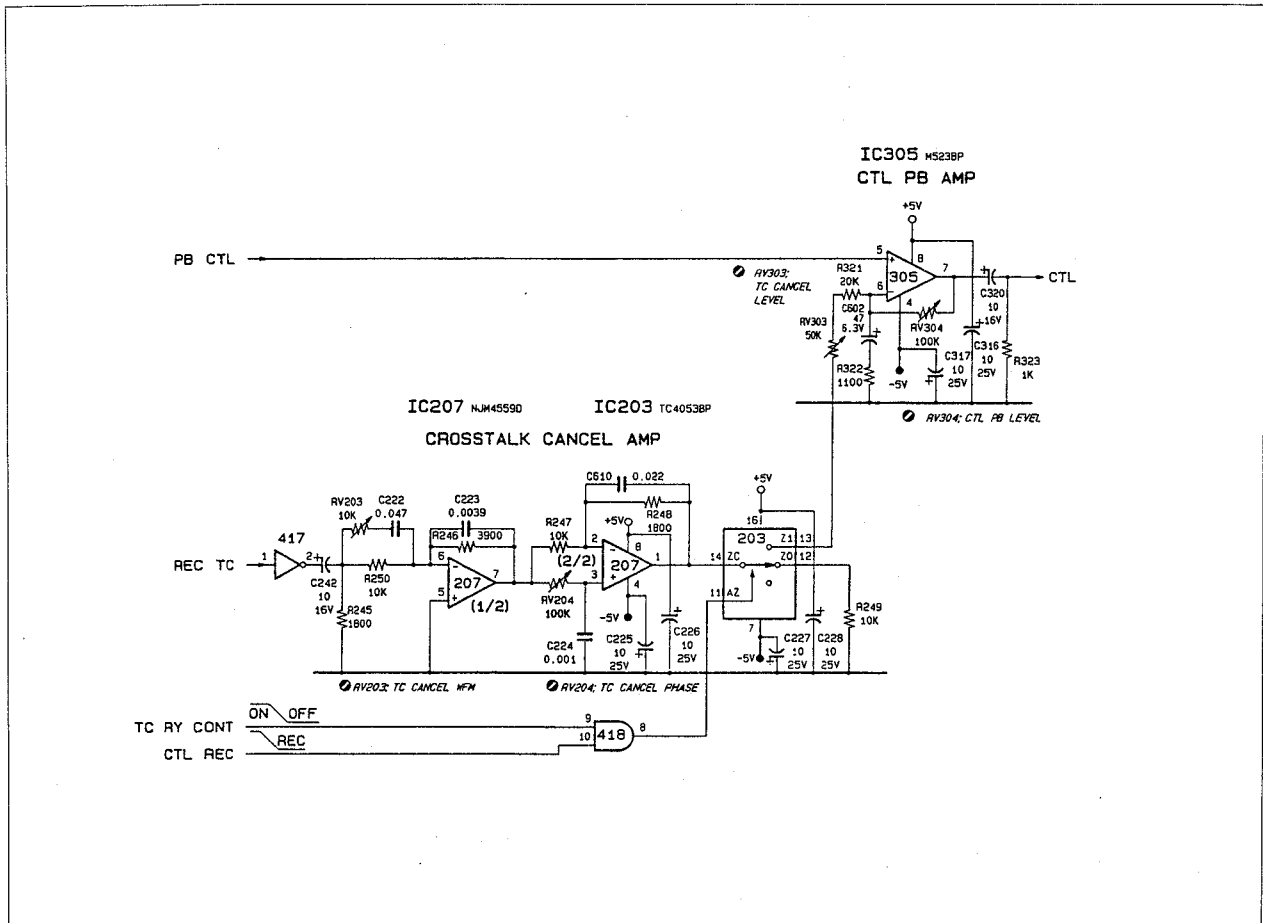 IC305 M5238P
CTL PB AMP
+5V
PB CTL
5
+
8
305
7
6
-
4
+
CTL
RV303;
TC CANCEL
LEVEL
R321
20K
C602
47
6.3V
RV303
50K
RV304
100K
C320
10
16V
C316
10
25V
C317
10
25V
R323
1K
R322
1100
-5V
RV304; CTL PB LEVEL
IC207 NJM4559D
IC203 TC4053BP
CROSSTALK CANCEL AMP
C610 0.022
+5V
RV203
10K
C222
0.047
C223
0.0039
R246 3900
R247
10K
+5V
R248
1800
16
417
203
Z1 13
Z0 12
REC TC
1
2
+
6
-
7
207
5
+
(1/2)
2
-
(2/2)
8
207
1
3
+
4
14 ZC
11 AZ
C242
10
16V
R250
10K
R245
1800
RV204
100K
-5V
C224
0.001
C225
10
25V
C226
10
25V
7
-5V
C227
10
25V
C228
10
25V
R249
10K
RV203; TC CANCEL WFM
RV204; TC CANCEL PHASE
ON OFF
TC RY CONT
9
8
REC
10
418
CTL REC